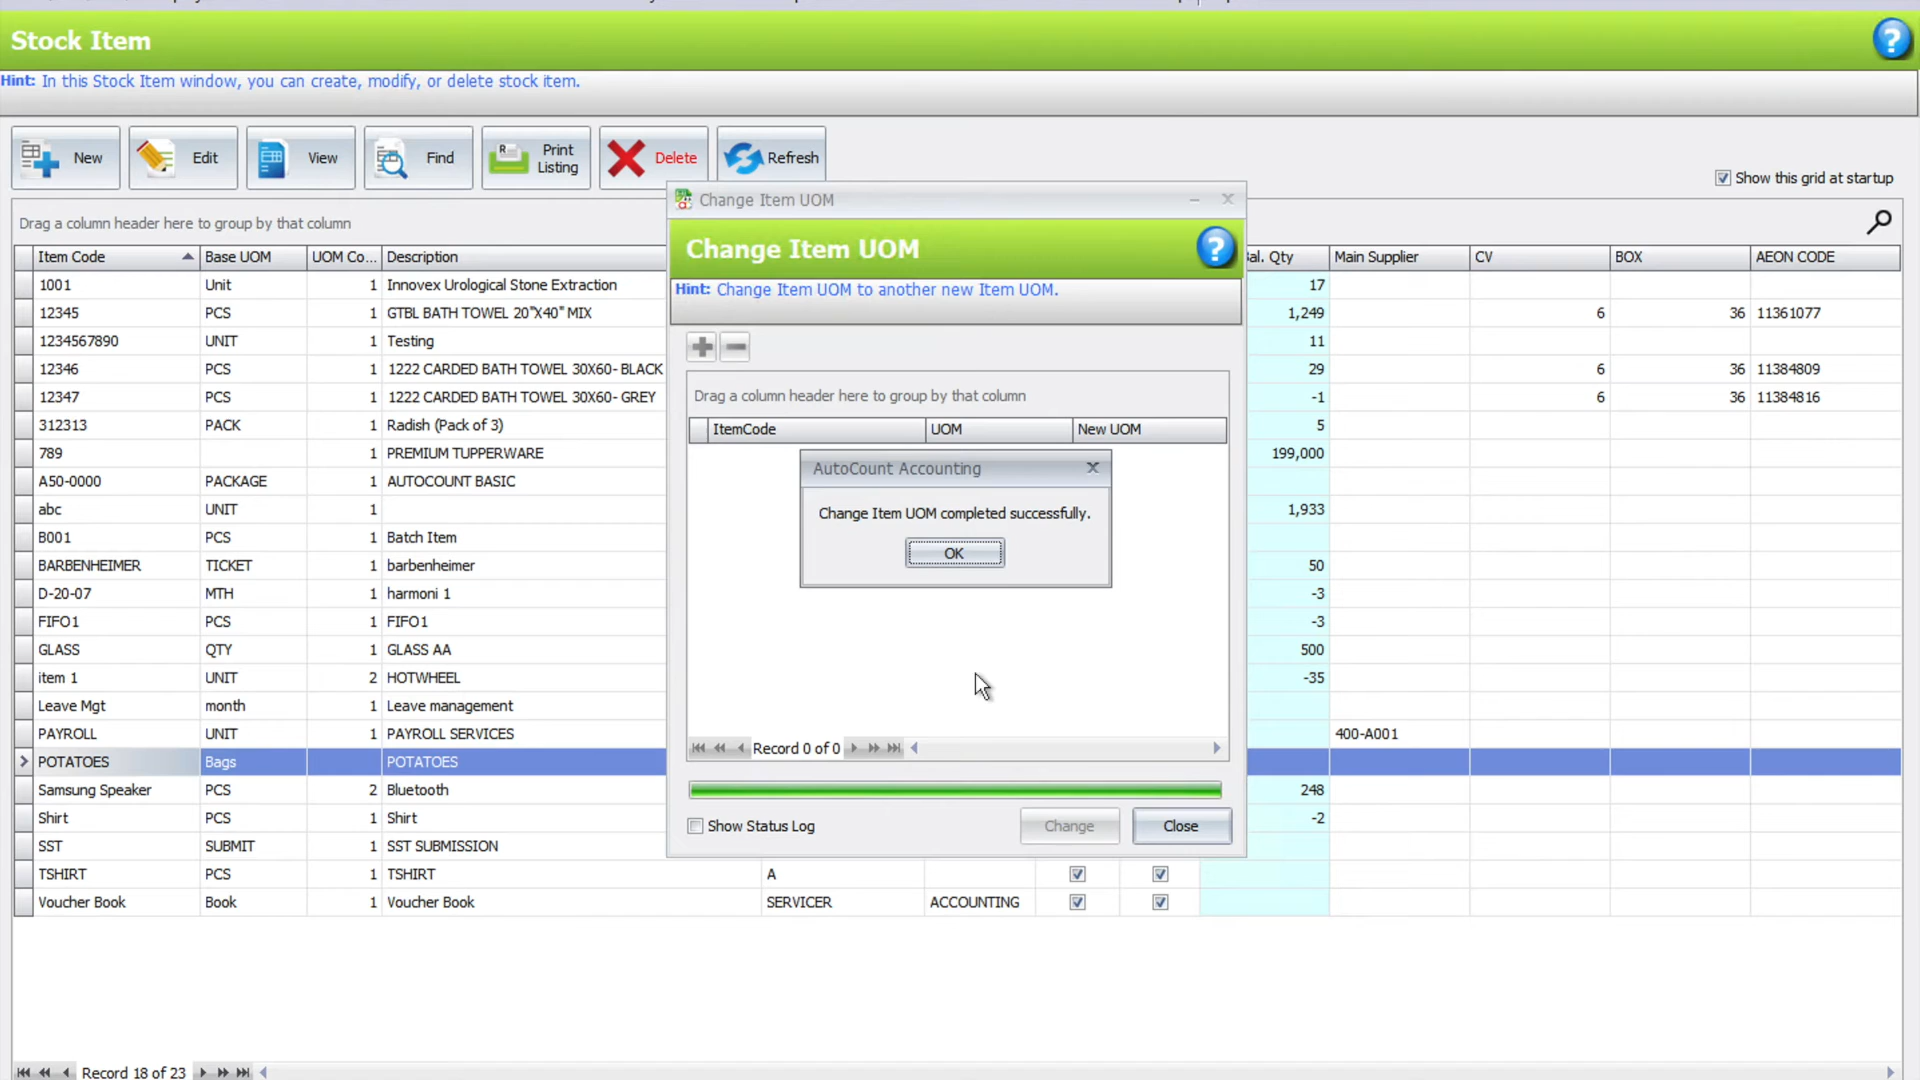 Stock Item
Hint: In this Stock Item window, you can create, modify, or delete stock item.
New Edit View Find Print Listing Delete Refresh
Show this grid at startup
Drag a column header here to group by that column
Item Code Base UOM UOM Co... Description Bal. Qty Main Supplier CV BOX AEON CODE
1001 Unit 1 Innovex Urological Stone Extraction 17
12345 PCS 1 GTBL BATH TOWEL 20"X40" MIX 1,249 6 36 11361077
1234567890 UNIT 1 Testing 11
12346 PCS 1 1222 CARDED BATH TOWEL 30X60- BLACK 29 6 36 11384809
12347 PCS 1 1222 CARDED BATH TOWEL 30X60- GREY -1 6 36 11384816
312313 PACK 1 Radish (Pack of 3) 5
789 1 PREMIUM TUPPERWARE 199,000
A50-0000 PACKAGE 1 AUTOCOUNT BASIC
abc UNIT 1 1,933
B001 PCS 1 Batch Item
BARBENHEIMER TICKET 1 barbenheimer 50
D-20-07 MTH 1 harmoni 1 -3
FIFO1 PCS 1 FIFO1 -3
GLASS QTY 1 GLASS AA 500
item 1 UNIT 2 HOTWHEEL -35
Leave Mgt month 1 Leave management
PAYROLL UNIT 1 PAYROLL SERVICES 400-A001
POTATOES Bags POTATOES
Samsung Speaker PCS 2 Bluetooth 248
Shirt PCS 1 Shirt -2
SST SUBMIT 1 SST SUBMISSION
TSHIRT PCS 1 TSHIRT A
Voucher Book Book 1 Voucher Book SERVICER ACCOUNTING
Record 18 of 23
Change Item UOM
Change Item UOM
Hint: Change Item UOM to another new Item UOM.
Drag a column header here to group by that column
ItemCode UOM New UOM
AutoCount Accounting
Change Item UOM completed successfully.
OK
Record 0 of 0
Show Status Log Change Close